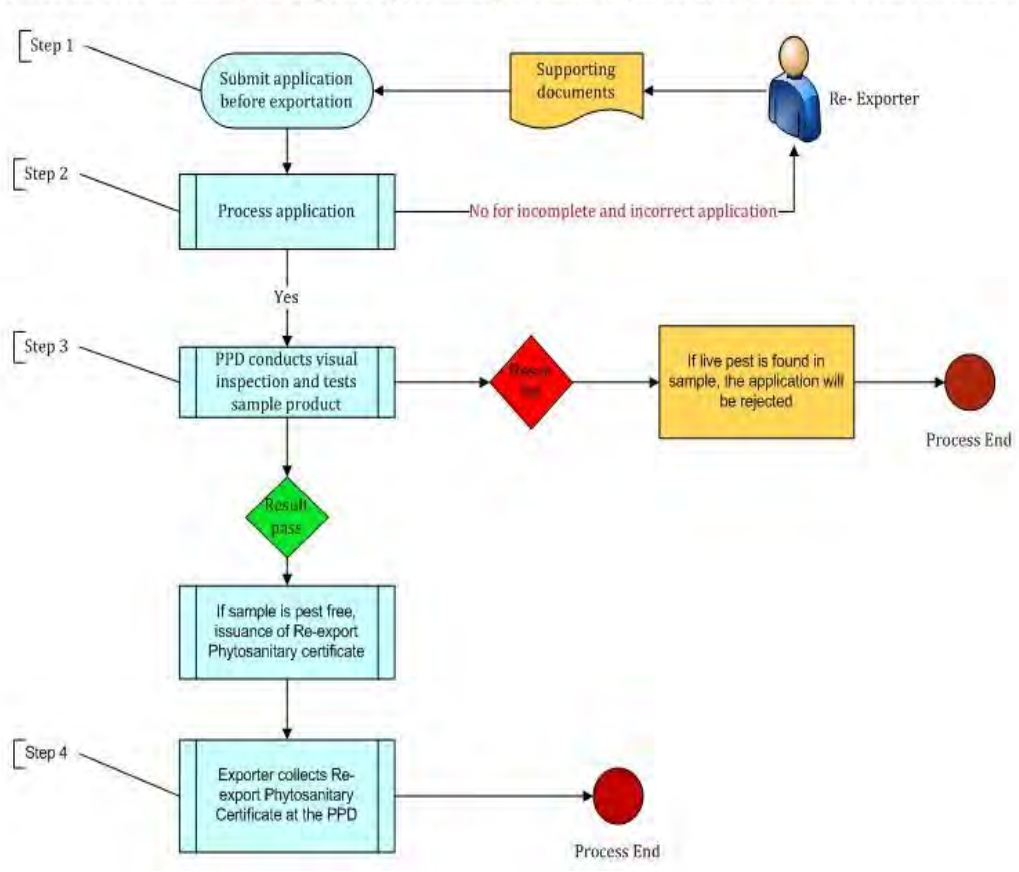 Step 1
Submit application
before exportation
Supporting
documents
Re- Exporter
Step 2
Process application
No for incomplete and incorrect application
Yes
Step 3
PPD conducts visual
inspection and tests
sample product
Result
If live pest is found in
sample, the application will
be rejected
Process End
Result
pass
If sample is pest free,
issuance of Re-export
Phytosanitary certificate
Step 4
Exporter collects Re-
export Phytosanitary
Certificate at the PPD
Process End